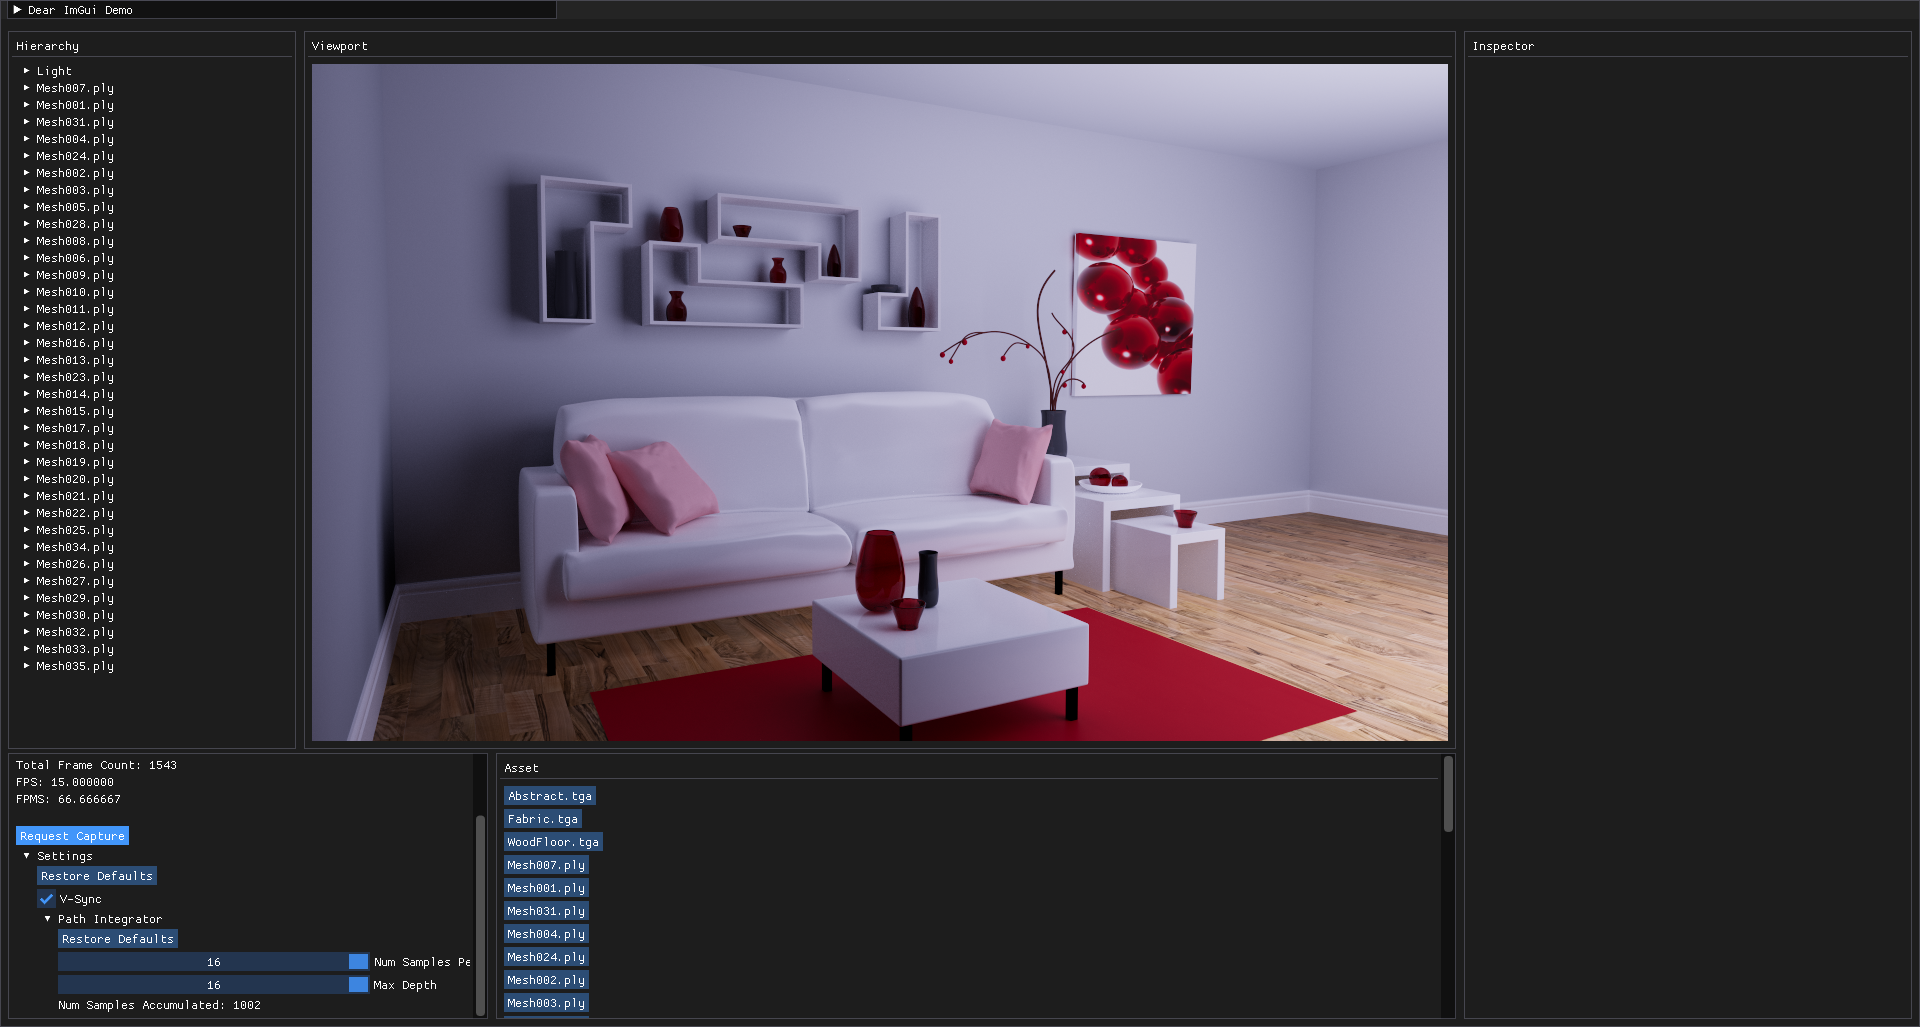 Dear ImGui Demo
Hierarchy
Light
Mesh007.ply
Mesh001.ply
Mesh031.ply
Mesh004.ply
Mesh024.ply
Mesh002.ply
Mesh003.ply
Mesh005.ply
Mesh028.ply
Mesh008.ply
Mesh006.ply
Mesh009.ply
Mesh010.ply
Mesh011.ply
Mesh012.ply
Mesh016.ply
Mesh013.ply
Mesh023.ply
Mesh014.ply
Mesh015.ply
Mesh017.ply
Mesh018.ply
Mesh019.ply
Mesh020.ply
Mesh021.ply
Mesh022.ply
Mesh025.ply
Mesh034.ply
Mesh026.ply
Mesh027.ply
Mesh029.ply
Mesh030.ply
Mesh032.ply
Mesh033.ply
Mesh035.ply
Viewport
Inspector
Total Frame Count: 1543
FPS: 15.000000
FPMS: 66.666667
Request Capture
Settings
Restore Defaults
V-Sync
Path Integrator
Restore Defaults
16 Num Samples Pe
16 Max Depth
Num Samples Accumulated: 1002
Asset
Abstract.tga
Fabric.tga
WoodFloor.tga
Mesh007.ply
Mesh001.ply
Mesh031.ply
Mesh004.ply
Mesh024.ply
Mesh002.ply
Mesh003.ply